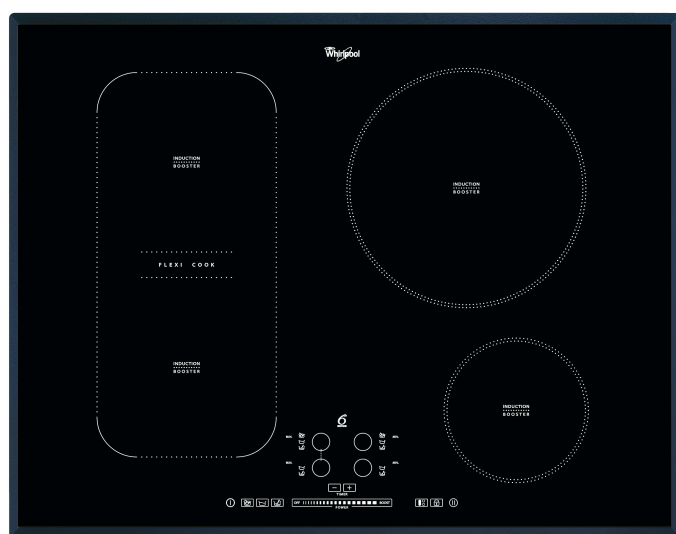 Whirlpool
INDUCTION
BOOSTER
INDUCTION
BOOSTER
FLEXI COOK
INDUCTION
BOOSTER
INDUCTION
BOOSTER
6
- +
TIMER
OFF BOOST
POWER